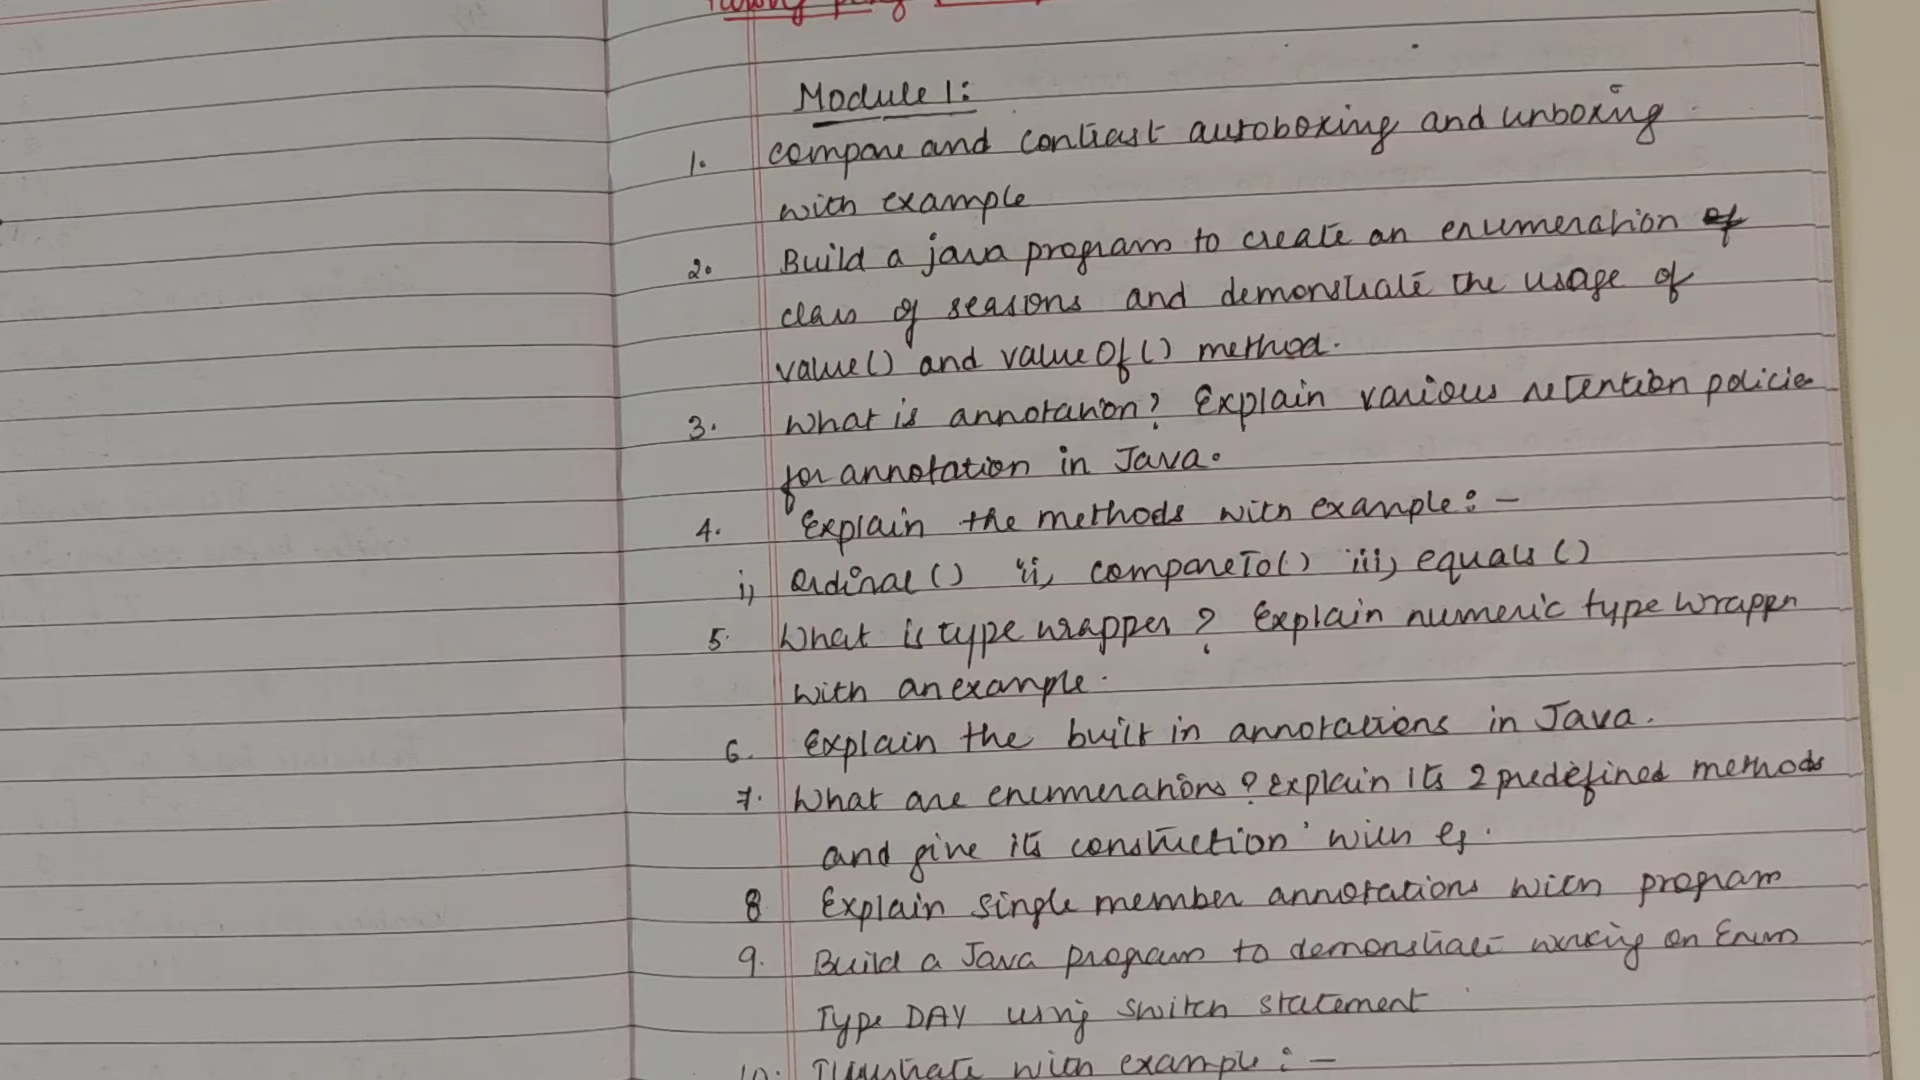 Module 1:
1. compare and contrast autoboxing and unboxing
with example
2. Build a java program to create an enumeration of
class of seasons and demonstrate the usage of
value() and valueOf() method.
3. What is annotation? Explain various retention policies
for annotation in Java.
4. Explain the methods with example:-
i) ordinal() ii) compareTo() iii) equals()
5. What is type wrapper? Explain numeric type wrapper
with an example.
6. Explain the built in annotations in Java.
7. What are enumerations? explain its 2 predefined methods
and give its construction with eg.
8 Explain single member annotations with program
9. Build a Java program to demonstrate working on Enum
Type DAY using switch statement
10. Illustrate with example:-